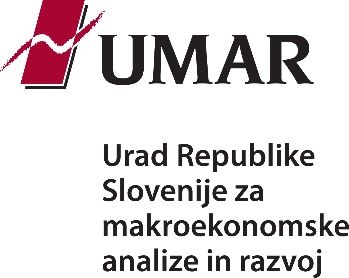 UMAR
Urad Republike
Slovenije za
makroekonomske
analize in razvoj